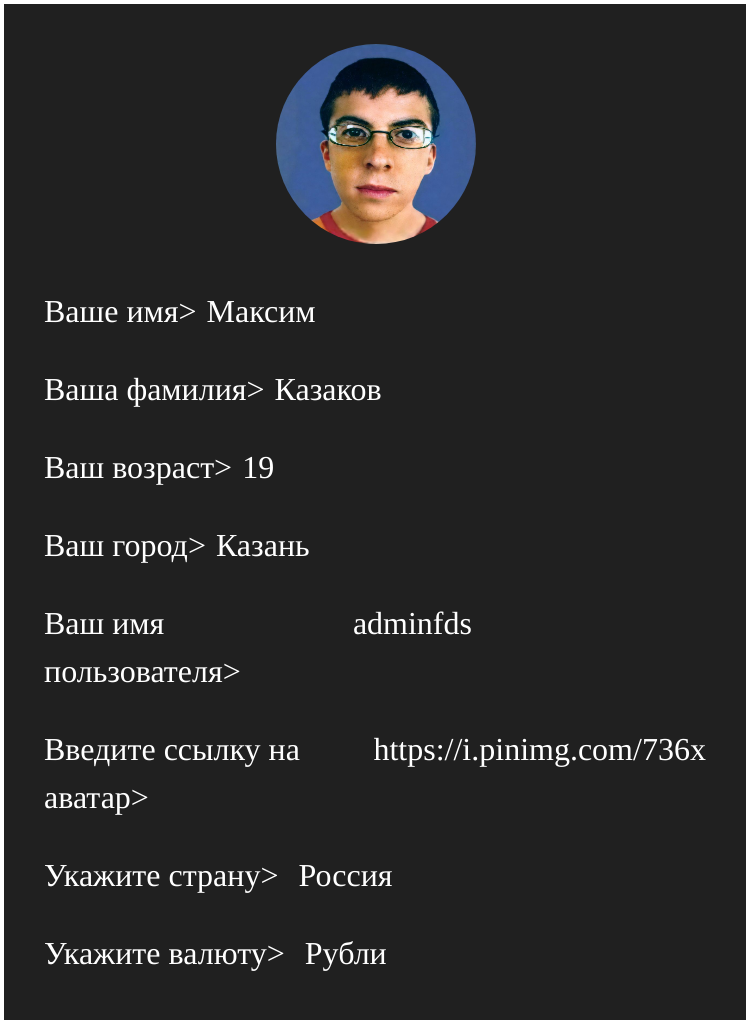 Ваше имя> Максим
Ваша фамилия> Казаков
Ваш возраст> 19
Ваш город> Казань
Ваш имя adminfds
пользователя>
Введите ссылку на https://i.pinimg.com/736x
аватар>
Укажите страну> Россия
Укажите валюту> Рубли